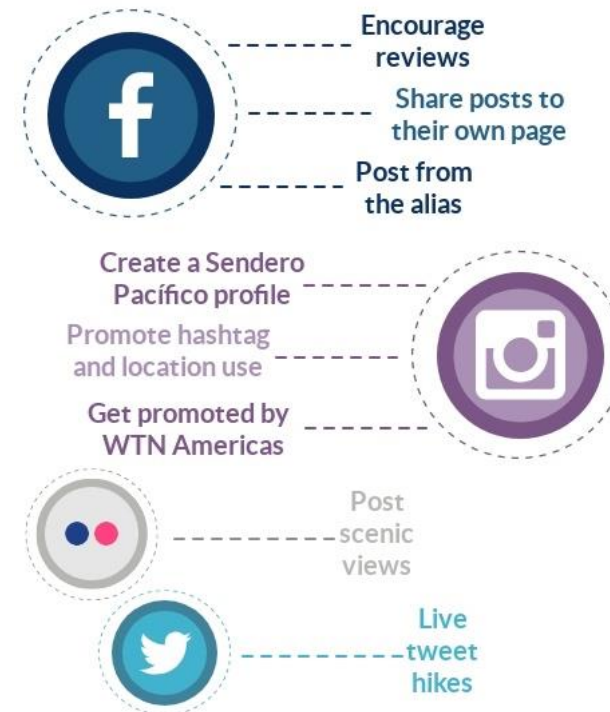 Encourage
reviews
Share posts to
their own page
Post from
the alias
Create a Sendero
Pacífico profile
Promote hashtag
and location use
Get promoted by
WTN Americas
Post
scenic
views
Live
tweet
hikes